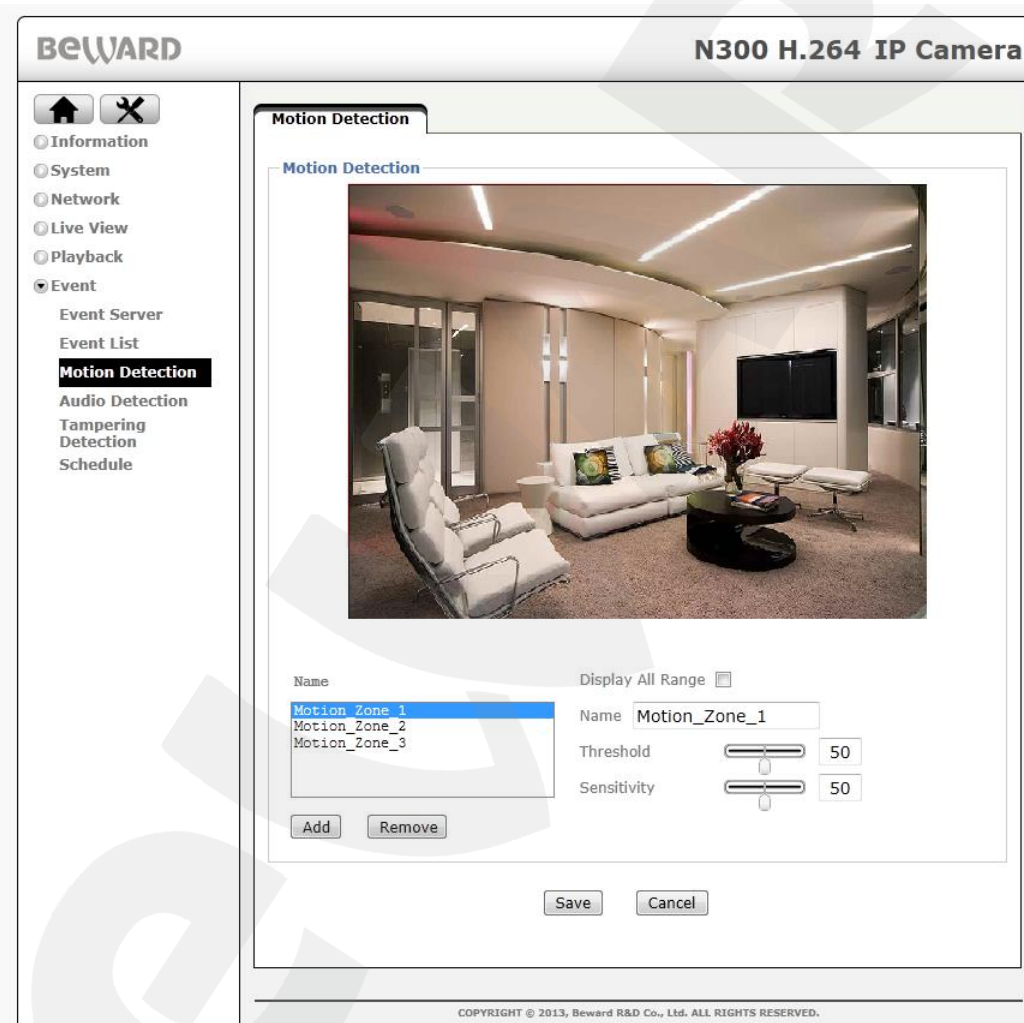 BEWARD
N300 H.264 IP Camera
Information
System
Network
Live View
Playback
Event
Event Server
Event List
Motion Detection
Audio Detection
Tampering
Detection
Schedule
Motion Detection
Motion Detection
Name
Motion_Zone_1
Motion_Zone_2
Motion_Zone_3
Add Remove
Display All Range
Name Motion_Zone_1
Threshold 50
Sensitivity 50
Save Cancel
COPYRIGHT © 2013, Beward R&D Co., Ltd. ALL RIGHTS RESERVED.